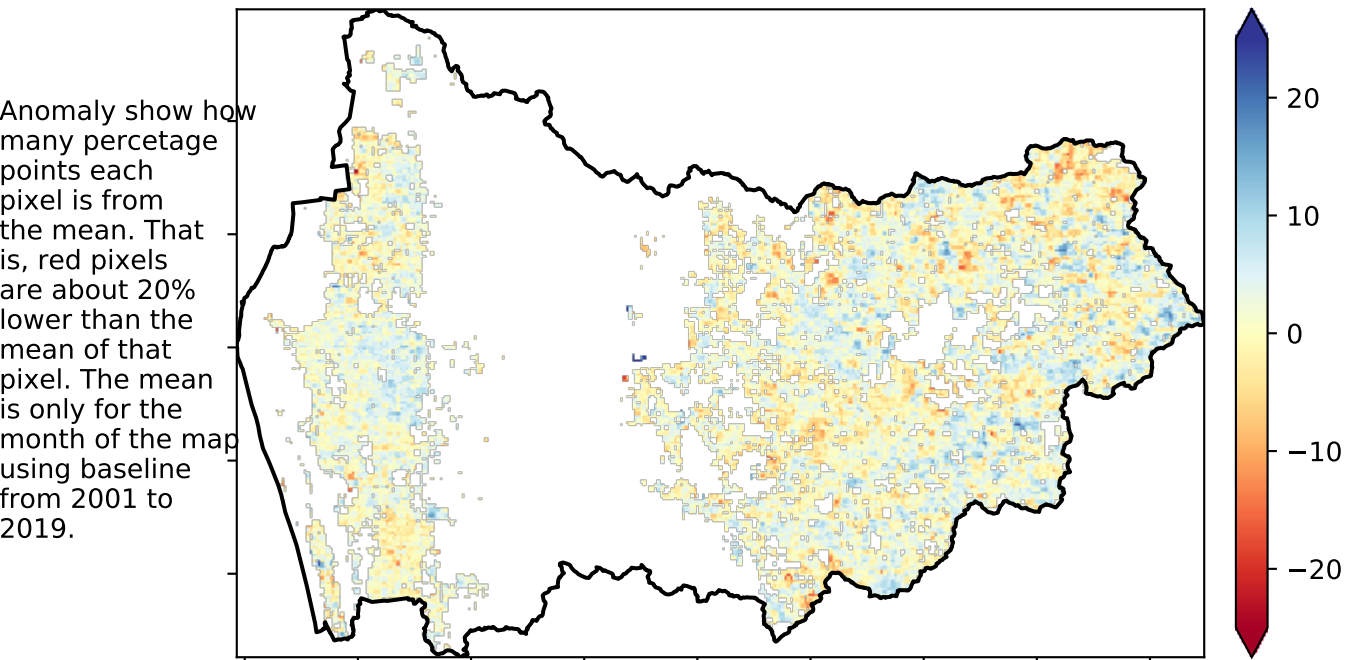 Anomaly show how
many percetage
points each
pixel is from
the mean. That
is, red pixels
are about 20%
lower than the
mean of that
pixel. The mean
is only for the
month of the map
using baseline
from 2001 to
2019.
20
10
0
−10
−20